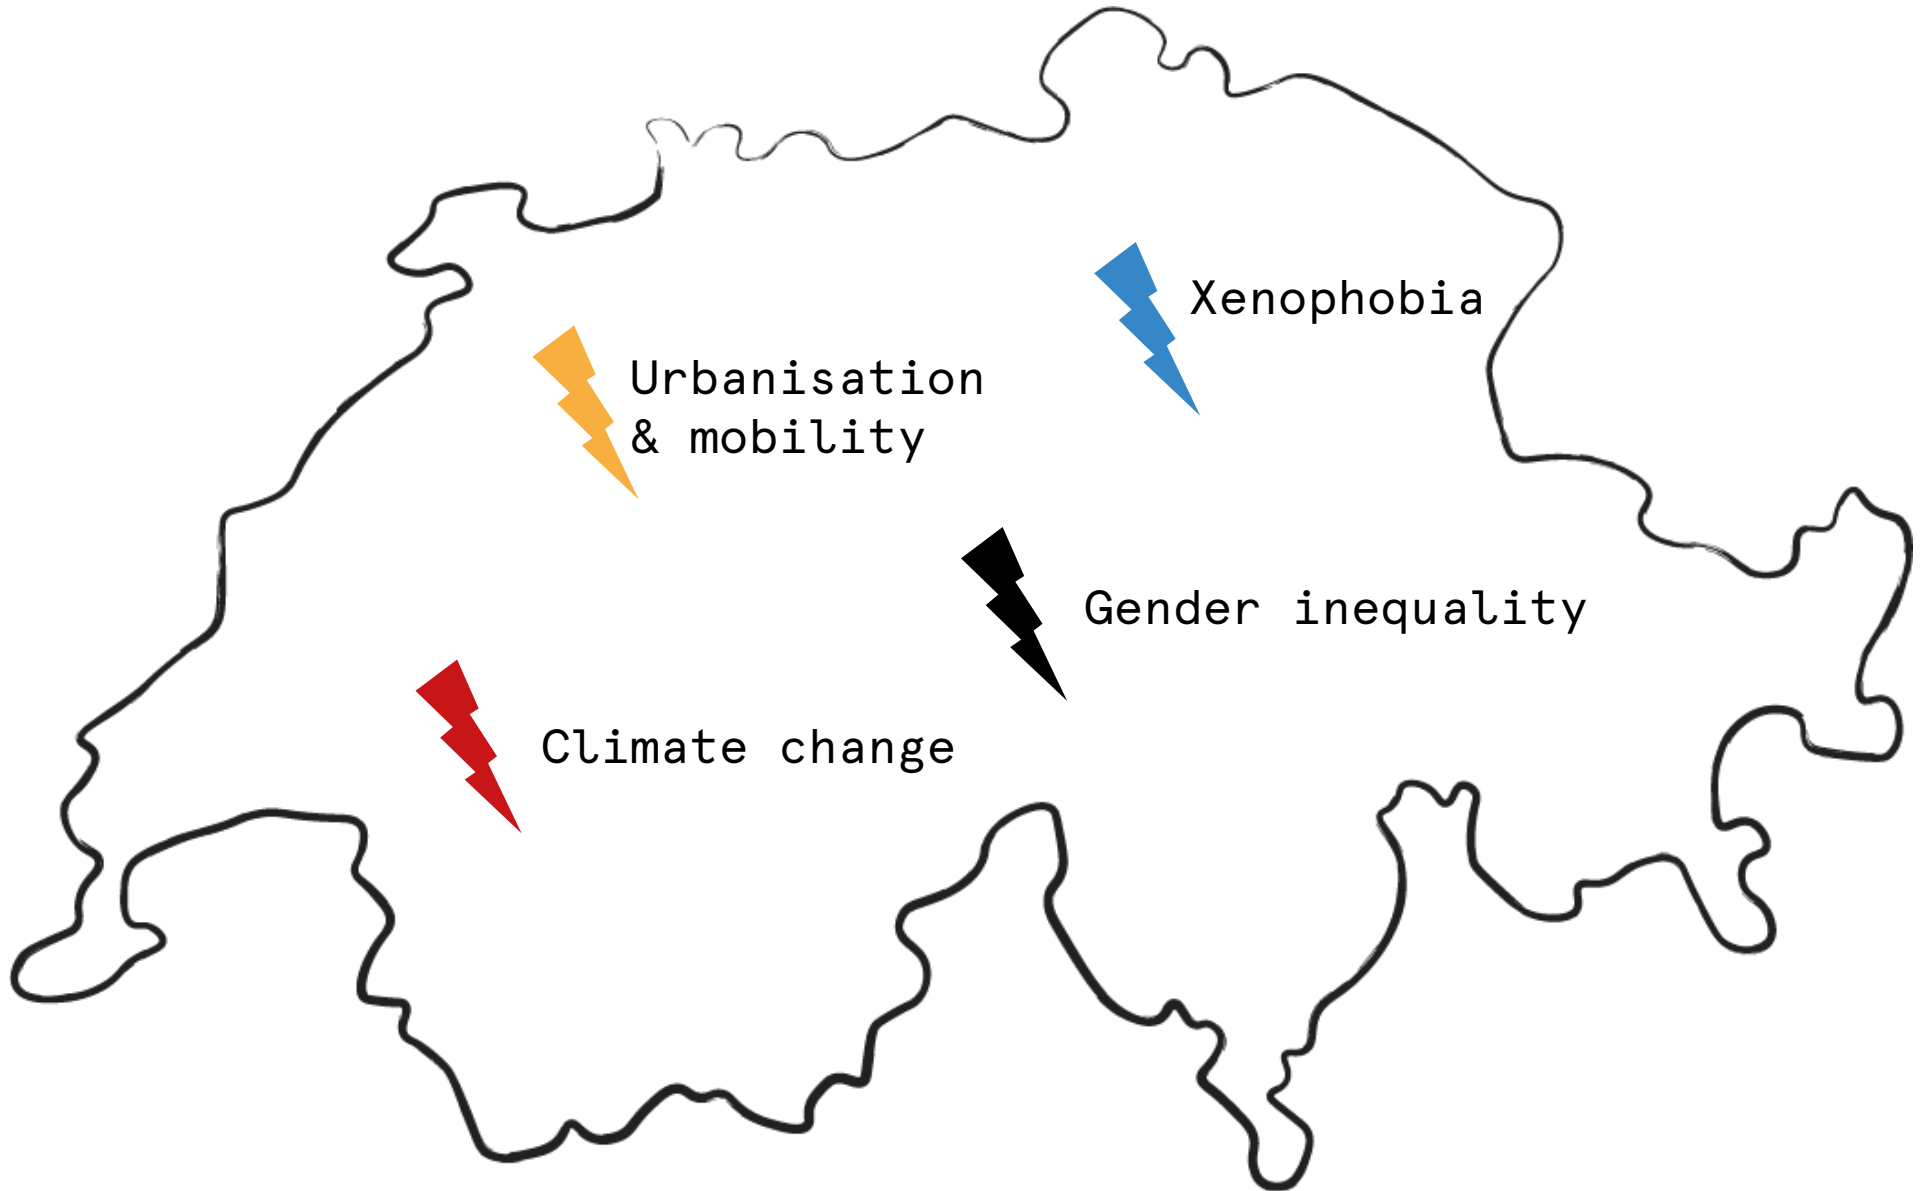 Xenophobia
Urbanisation
& mobility
Gender inequality
Climate change